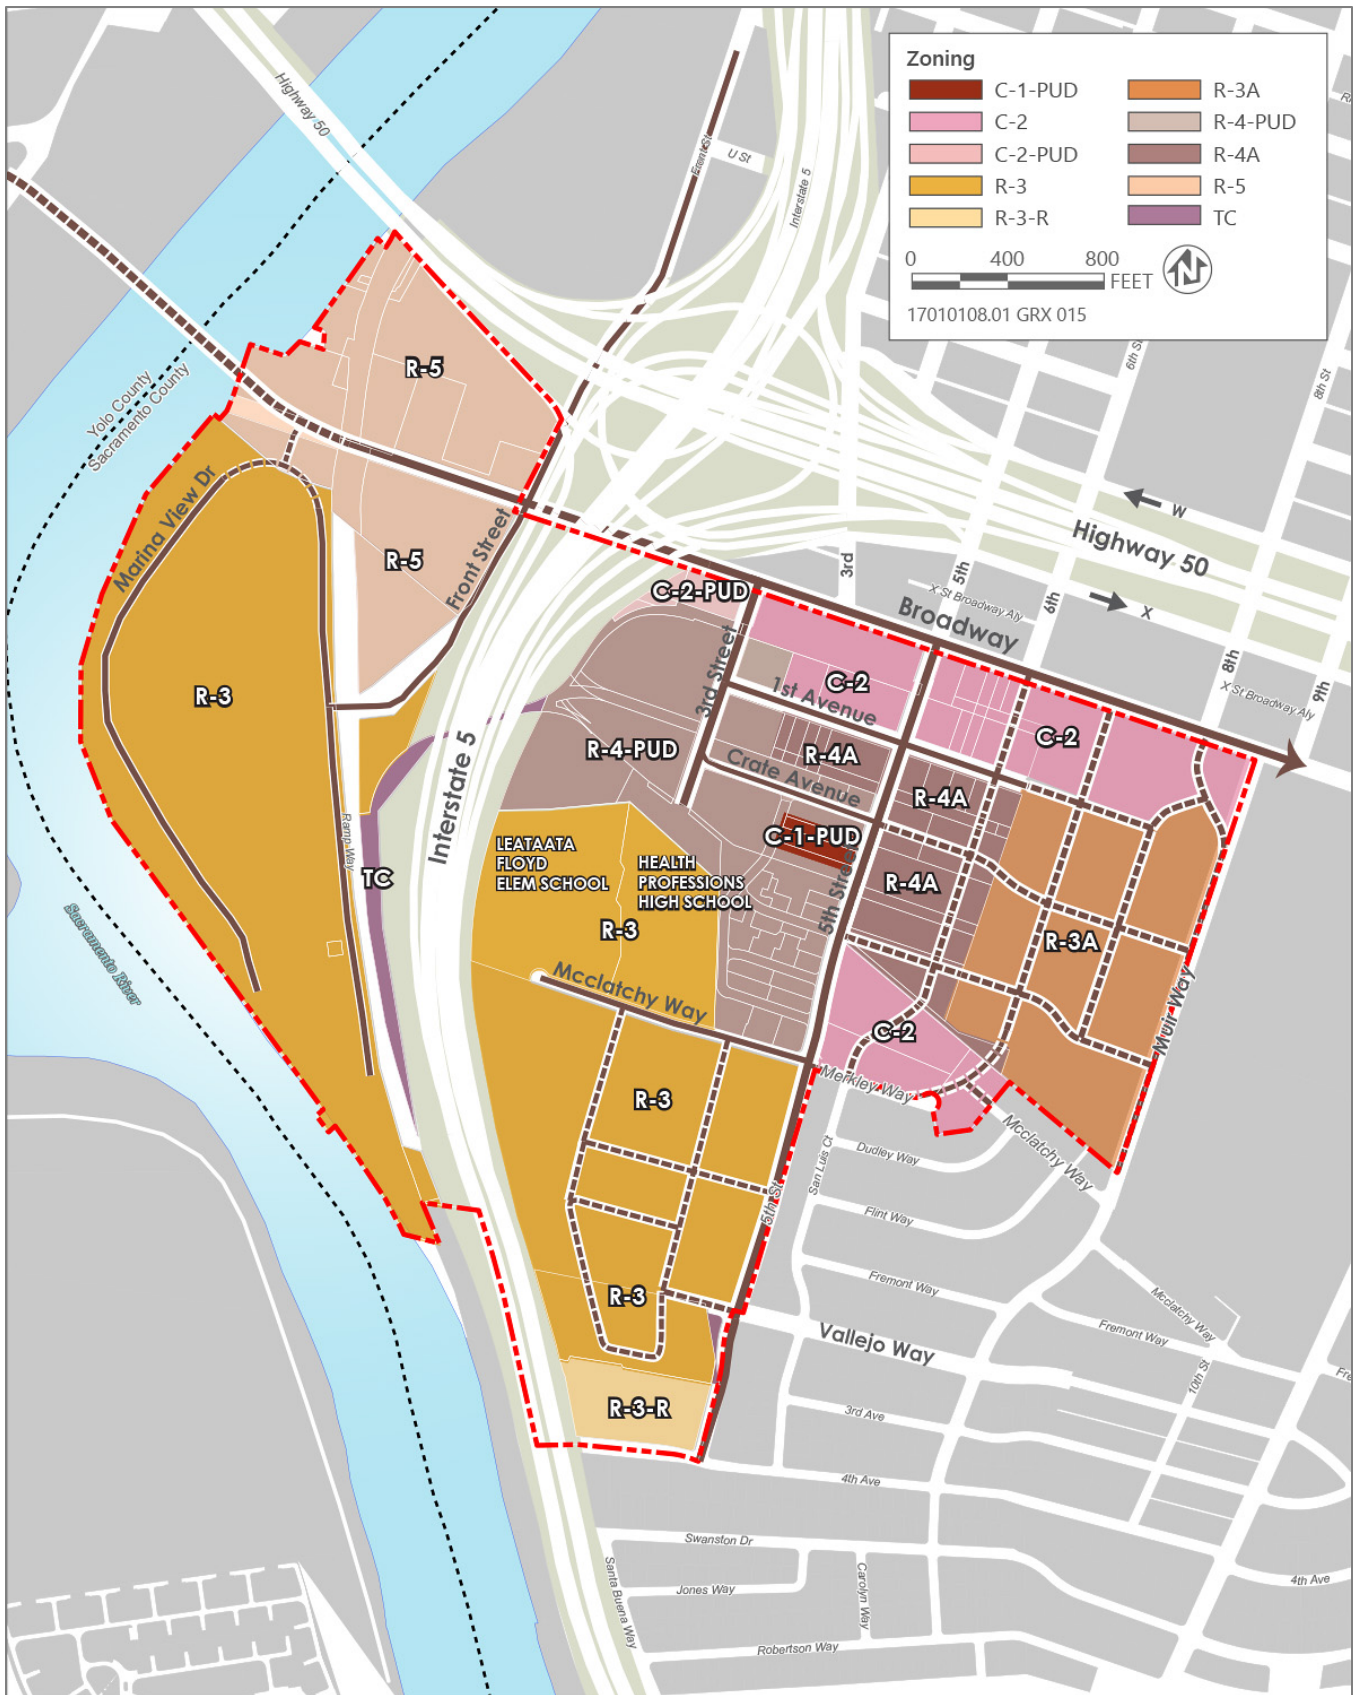 Zoning
C-1-PUD
C-2
C-2-PUD
R-3
R-3-R
R-3A
R-4-PUD
R-4A
R-5
TC
0 400 800
FEET
N
17010108.01 GRX 015
Highway 50
Front St
U St
Interstate 5
6th St
8th St
R-5
Yolo County
Sacramento County
Marina View Dr
W
Highway 50
R-5
Front Street
3rd
5th
6th
X St Broadway Aly
X
C-2-PUD
Broadway
8th
9th
X St Broadway Aly
3rd Street
C-2
1st Avenue
R-3
C-2
R-4-PUD
R-4A
Crate Avenue
R-4A
Interstate 5
Ramp Way
C-1-PUD
LEATAATA
FLOYD
ELEM SCHOOL
HEALTH
PROFESSIONS
HIGH SCHOOL
TC
R-4A
5th Street
R-3
R-3A
Sacramento River
Mcclatchy Way
C-2
Muir Way
R-3
Merkley Way
Mcclatchy Way
San Luis Ct
Dudley Way
5th St
Flint Way
R-3
Fremont Way
Mcclatchy Way
Vallejo Way
Fremont Way
10th St
Fre
R-3-R
3rd Ave
4th Ave
Swanston Dr
Santa Buena Way
Jones Way
Carolyn Way
4th Ave
Robertson Way